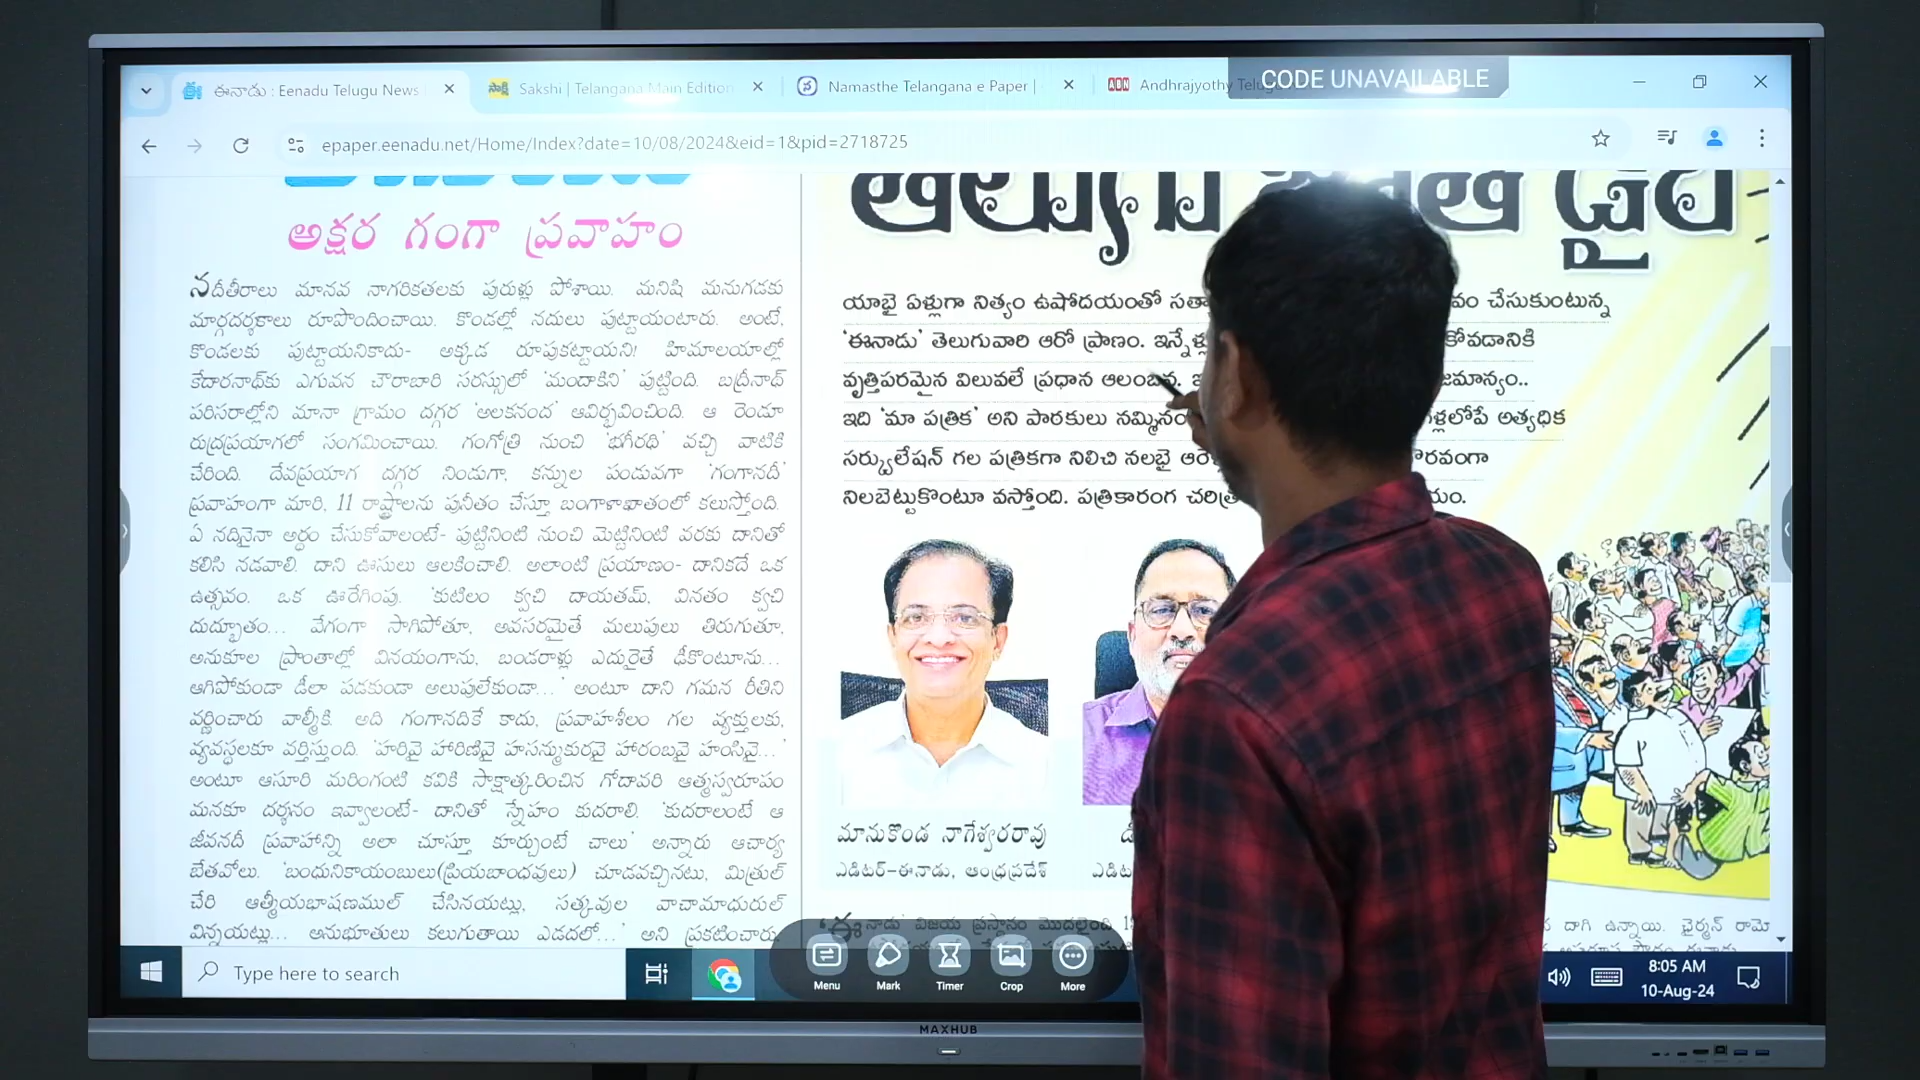 ఈనాడు : Eenadu Telugu News
Sakshi | Telangana Main Edition
Namasthe Telangana e Paper |
Andhrajyothy
CODE UNAVAILABLE
epaper.eenadu.net/Home/Index?date=10/08/2024&eid=1&pid=2718725
అక్షర గంగా ప్రవాహం
నదీతీరాలు మానవ నాగరికతలకు పురుళ్లు పోశాయి. మనిషి మనుగడకు
మార్గదర్శకాలు రూపొందించాయి. కొండల్లో నదులు పుట్టాయంటారు. అంటే,
కొండలకు పుట్టాయనికాదు- అక్కడ రూపుకట్టాయని! హిమాలయాల్లో
కేదారనాథ్‌కు ఎగువన చౌరాబారి సరస్సులో 'మందాకిని' పుట్టింది. బద్రీనాథ్
పరిసరాల్లోని మానా గ్రామం దగ్గర 'అలకనంద' ఆవిర్భవించింది. ఆ రెండూ
రుద్రప్రయాగలో సంగమించాయి. గంగోత్రి నుంచి 'భగీరథి' వచ్చి వాటికి
చేరింది. దేవప్రయాగ దగ్గర నిండుగా, కన్నుల పండువగా 'గంగానదీ'
ప్రవాహంగా మారి, 11 రాష్ట్రాలను పునీతం చేస్తూ బంగాళాఖాతంలో కలుస్తోంది.
ఏ నదినైనా అర్థం చేసుకోవాలంటే- పుట్టినింటి నుంచి మెట్టినింటి వరకు దానితో
కలిసి నడవాలి. దాని ఊసులు ఆలకించాలి. అలాంటి ప్రయాణం- దానికదే ఒక
ఉత్సవం. ఒక ఊరేగింపు. 'కుటిలం క్వచి దాయతమ్, వినతం క్వచి
దుద్భూతం... వేగంగా సాగిపోతూ, అవసరమైతే మలుపులు తిరుగుతూ,
అనుకూల ప్రాంతాల్లో వినయంగాను, బండరాళ్లు ఎదురైతే ఢీకొంటూను...
ఆగిపోకుండా డీలా పడకుండా అలుపులేకుండా...' అంటూ దాని గమన రీతిని
వర్ణించారు వాల్మీకి. అది గంగానదికే కాదు, ప్రవాహశీలం గల వ్యక్తులకు,
వ్యవస్థలకూ వర్తిస్తుంది. 'హరివై హారిణివై హసన్ముకురవై హారంబవై హంసివై...'
అంటూ ఆసూరి మరింగంటి కవికి సాక్షాత్కరించిన గోదావరి ఆత్మస్వరూపం
మనకూ దర్శనం ఇవ్వాలంటే- దానితో స్నేహం కుదరాలి. 'కుదరాలంటే ఆ
జీవనదీ ప్రవాహాన్ని అలా చూస్తూ కూర్చుంటే చాలు' అన్నారు ఆచార్య
బేతవోలు. 'బంధునికాయంబులు(ప్రియబాంధవులు) చూడవచ్చినటు, మిత్రుల్
చేరి ఆత్మీయభాషణముల్ చేసినయట్లు, సత్కవుల వాచామాధురుల్
విన్నయట్లు... అనుభూతులు కలుగుతాయి ఎడదలో...' అని ప్రకటించారు.
యాభై ఏళ్లుగా నిత్యం ఉషోదయంతో చేసుకుంటున్న
'ఈనాడు' తెలుగువారి ఆరో ప్రాణం.
వృత్తిపరమైన విలువలే ప్రధాన ఆలంబన.
ఇది 'మా పత్రిక' అని పాఠకులు అత్యధిక
సర్క్యులేషన్ గల పత్రికగా నిలిచి నలభై
నిలబెట్టుకొంటూ వస్తోంది. పత్రికారంగ
మానుకొండ నాగేశ్వరరావు
ఎడిటర్-ఈనాడు, ఆంధ్రప్రదేశ్
'ఈనాడు' విజయ ప్రస్థానం మొదలైంది
దాగి ఉన్నాయి. ఛైర్మన్ రామో
Type here to search
Menu
Mark
Timer
Crop
More
8:05 AM
10-Aug-24
MAXHUB